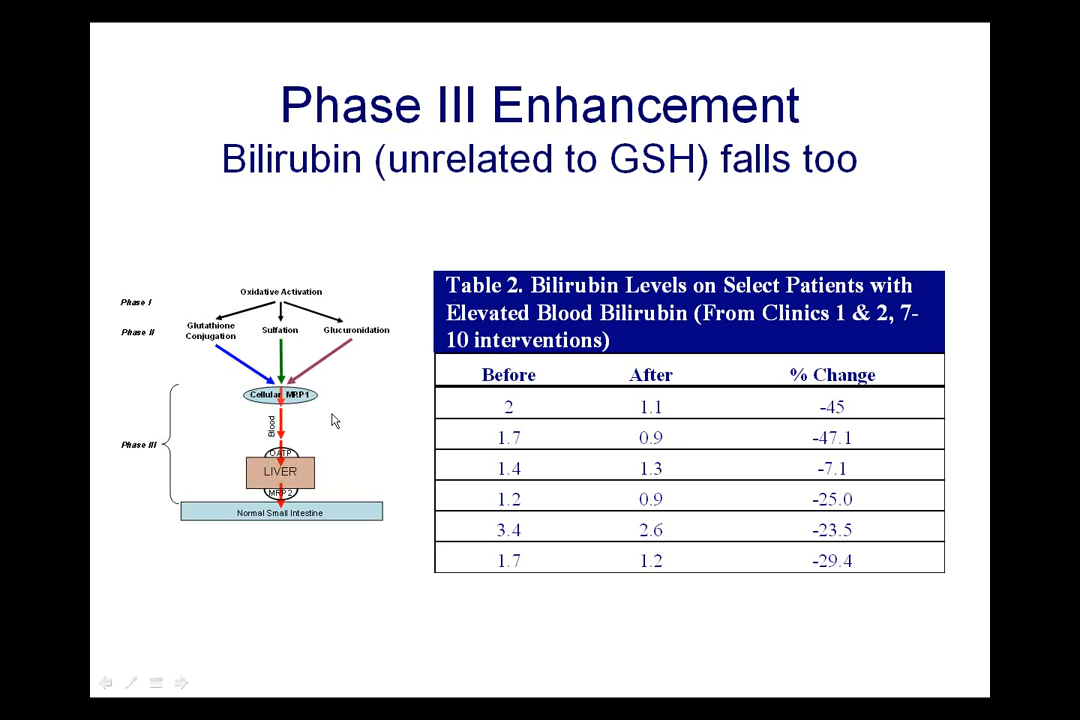 Phase III Enhancement
Bilirubin (unrelated to GSH) falls too
Oxidative Activation
Phase I
Phase II
Glutathione
Conjugation
Sulfation
Glucuronidation
Cellular MRP1
Blood
Phase III
OATP
LIVER
MRP2
Normal Small Intestine
Table 2. Bilirubin Levels on Select Patients with
Elevated Blood Bilirubin (From Clinics 1 & 2, 7-
10 interventions)
Before After % Change
2 1.1 -45
1.7 0.9 -47.1
1.4 1.3 -7.1
1.2 0.9 -25.0
3.4 2.6 -23.5
1.7 1.2 -29.4